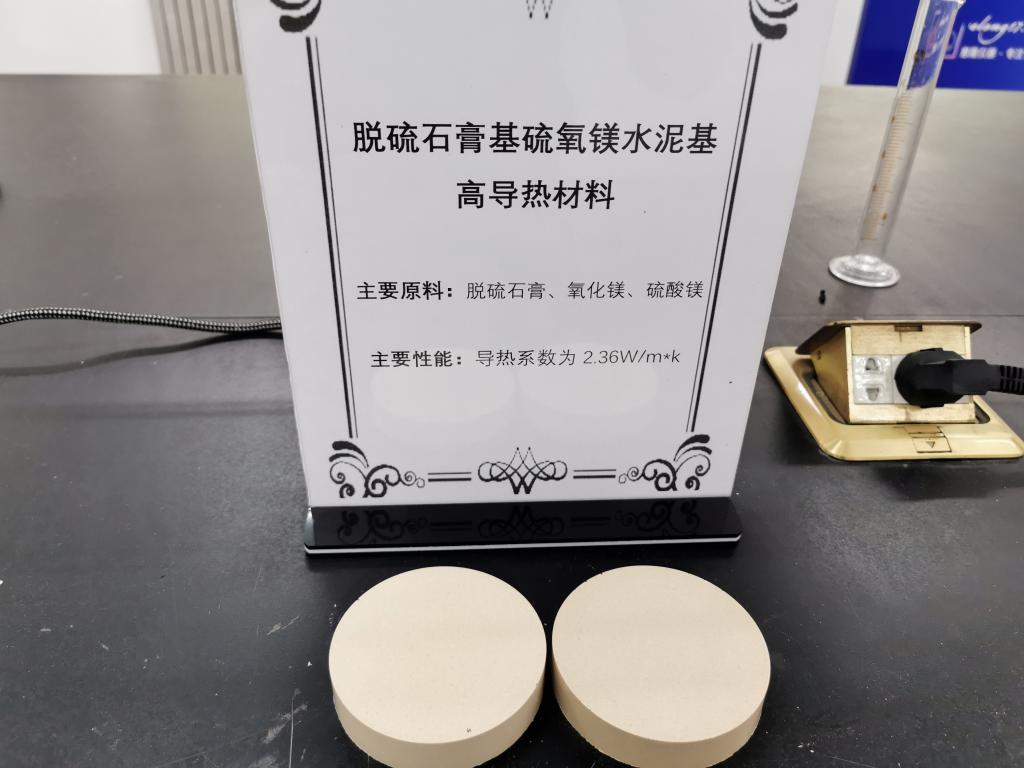 脱硫石膏基硫氧镁水泥基
高导热材料
主要原料：脱硫石膏、氧化镁、硫酸镁
主要性能：导热系数为 2.36W/m*k